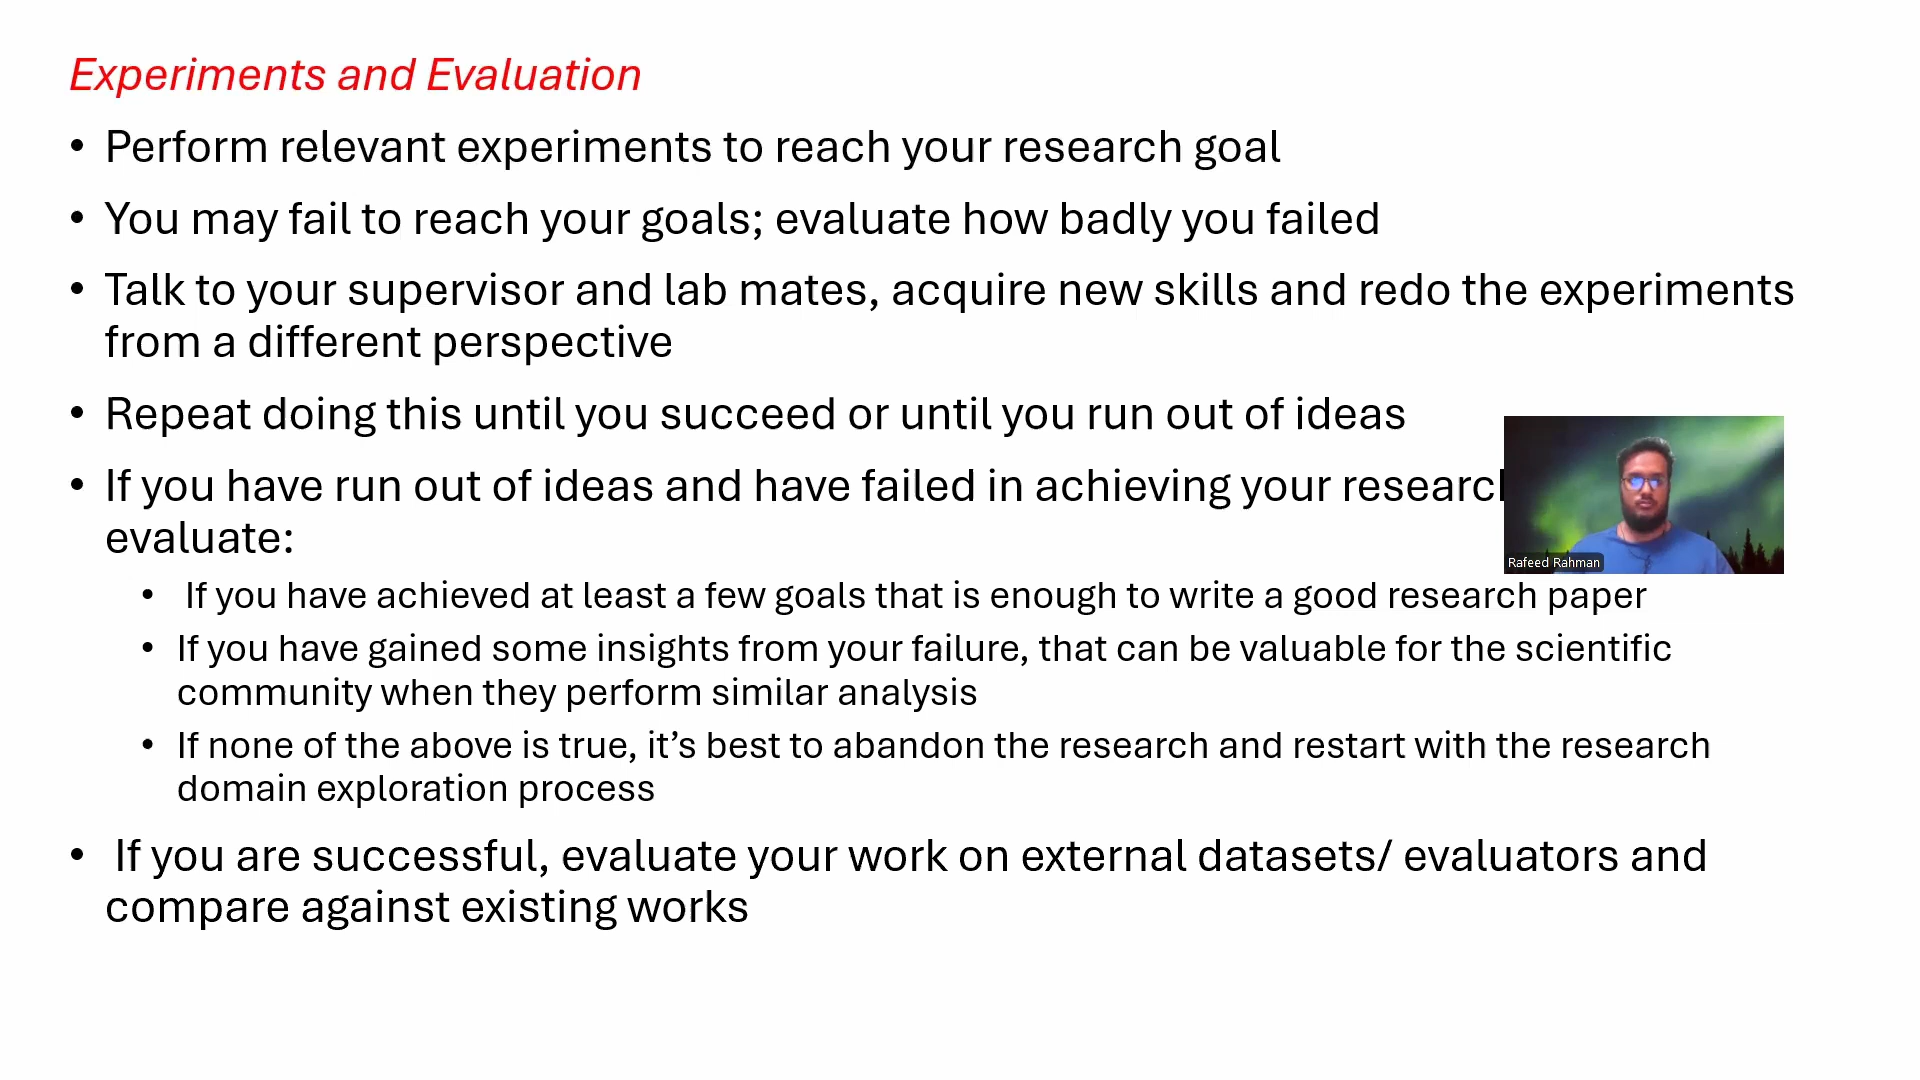 Experiments and Evaluation
• Perform relevant experiments to reach your research goal
• You may fail to reach your goals; evaluate how badly you failed
• Talk to your supervisor and lab mates, acquire new skills and redo the experiments
from a different perspective
• Repeat doing this until you succeed or until you run out of ideas
• If you have run out of ideas and have failed in achieving your research
evaluate:
• If you have achieved at least a few goals that is enough to write a good research paper
• If you have gained some insights from your failure, that can be valuable for the scientific
community when they perform similar analysis
• If none of the above is true, it’s best to abandon the research and restart with the research
domain exploration process
• If you are successful, evaluate your work on external datasets/ evaluators and
compare against existing works
Rafeed Rahman